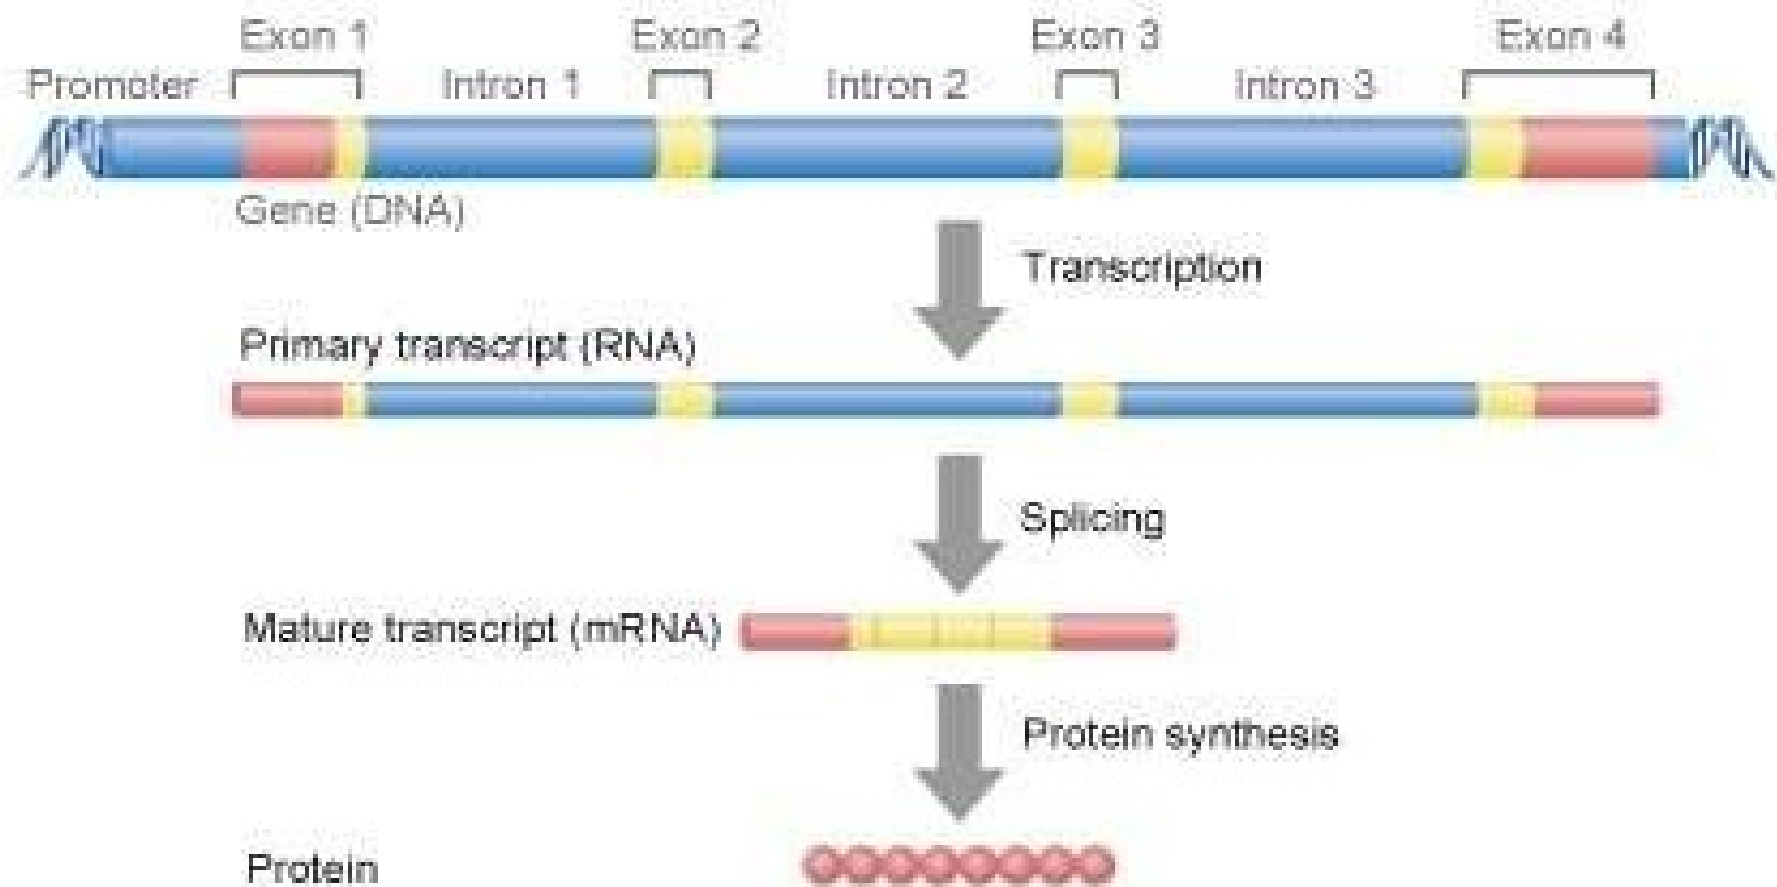 Exon 1 Exon 2 Exon 3 Exon 4
Promoter Intron 1 Intron 2 Intron 3
Gene (DNA)
Transcription
Primary transcript (RNA)
Splicing
Mature transcript (mRNA)
Protein synthesis
Protein